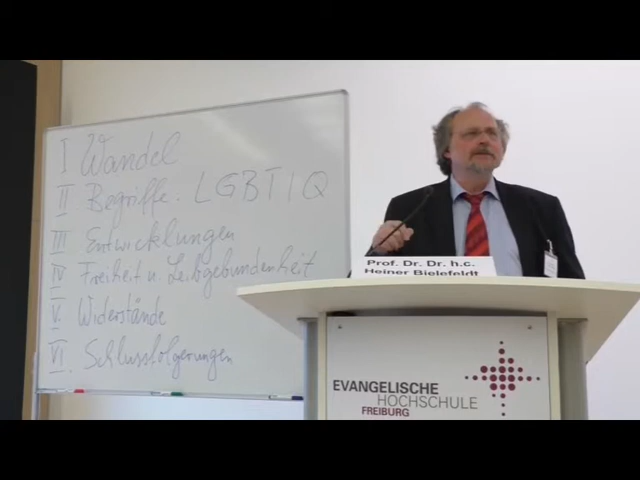 I Wandel
II Begriffe. LGBTIQ
III Entwicklungen
IV Freiheit u. Leibgebundenheit
V. Widerstände
VI. Schlussfolgerungen
Prof. Dr. Dr. h.c.
Heiner Bielefeldt
EVANGELISCHE
HOCHSCHULE
FREIBURG